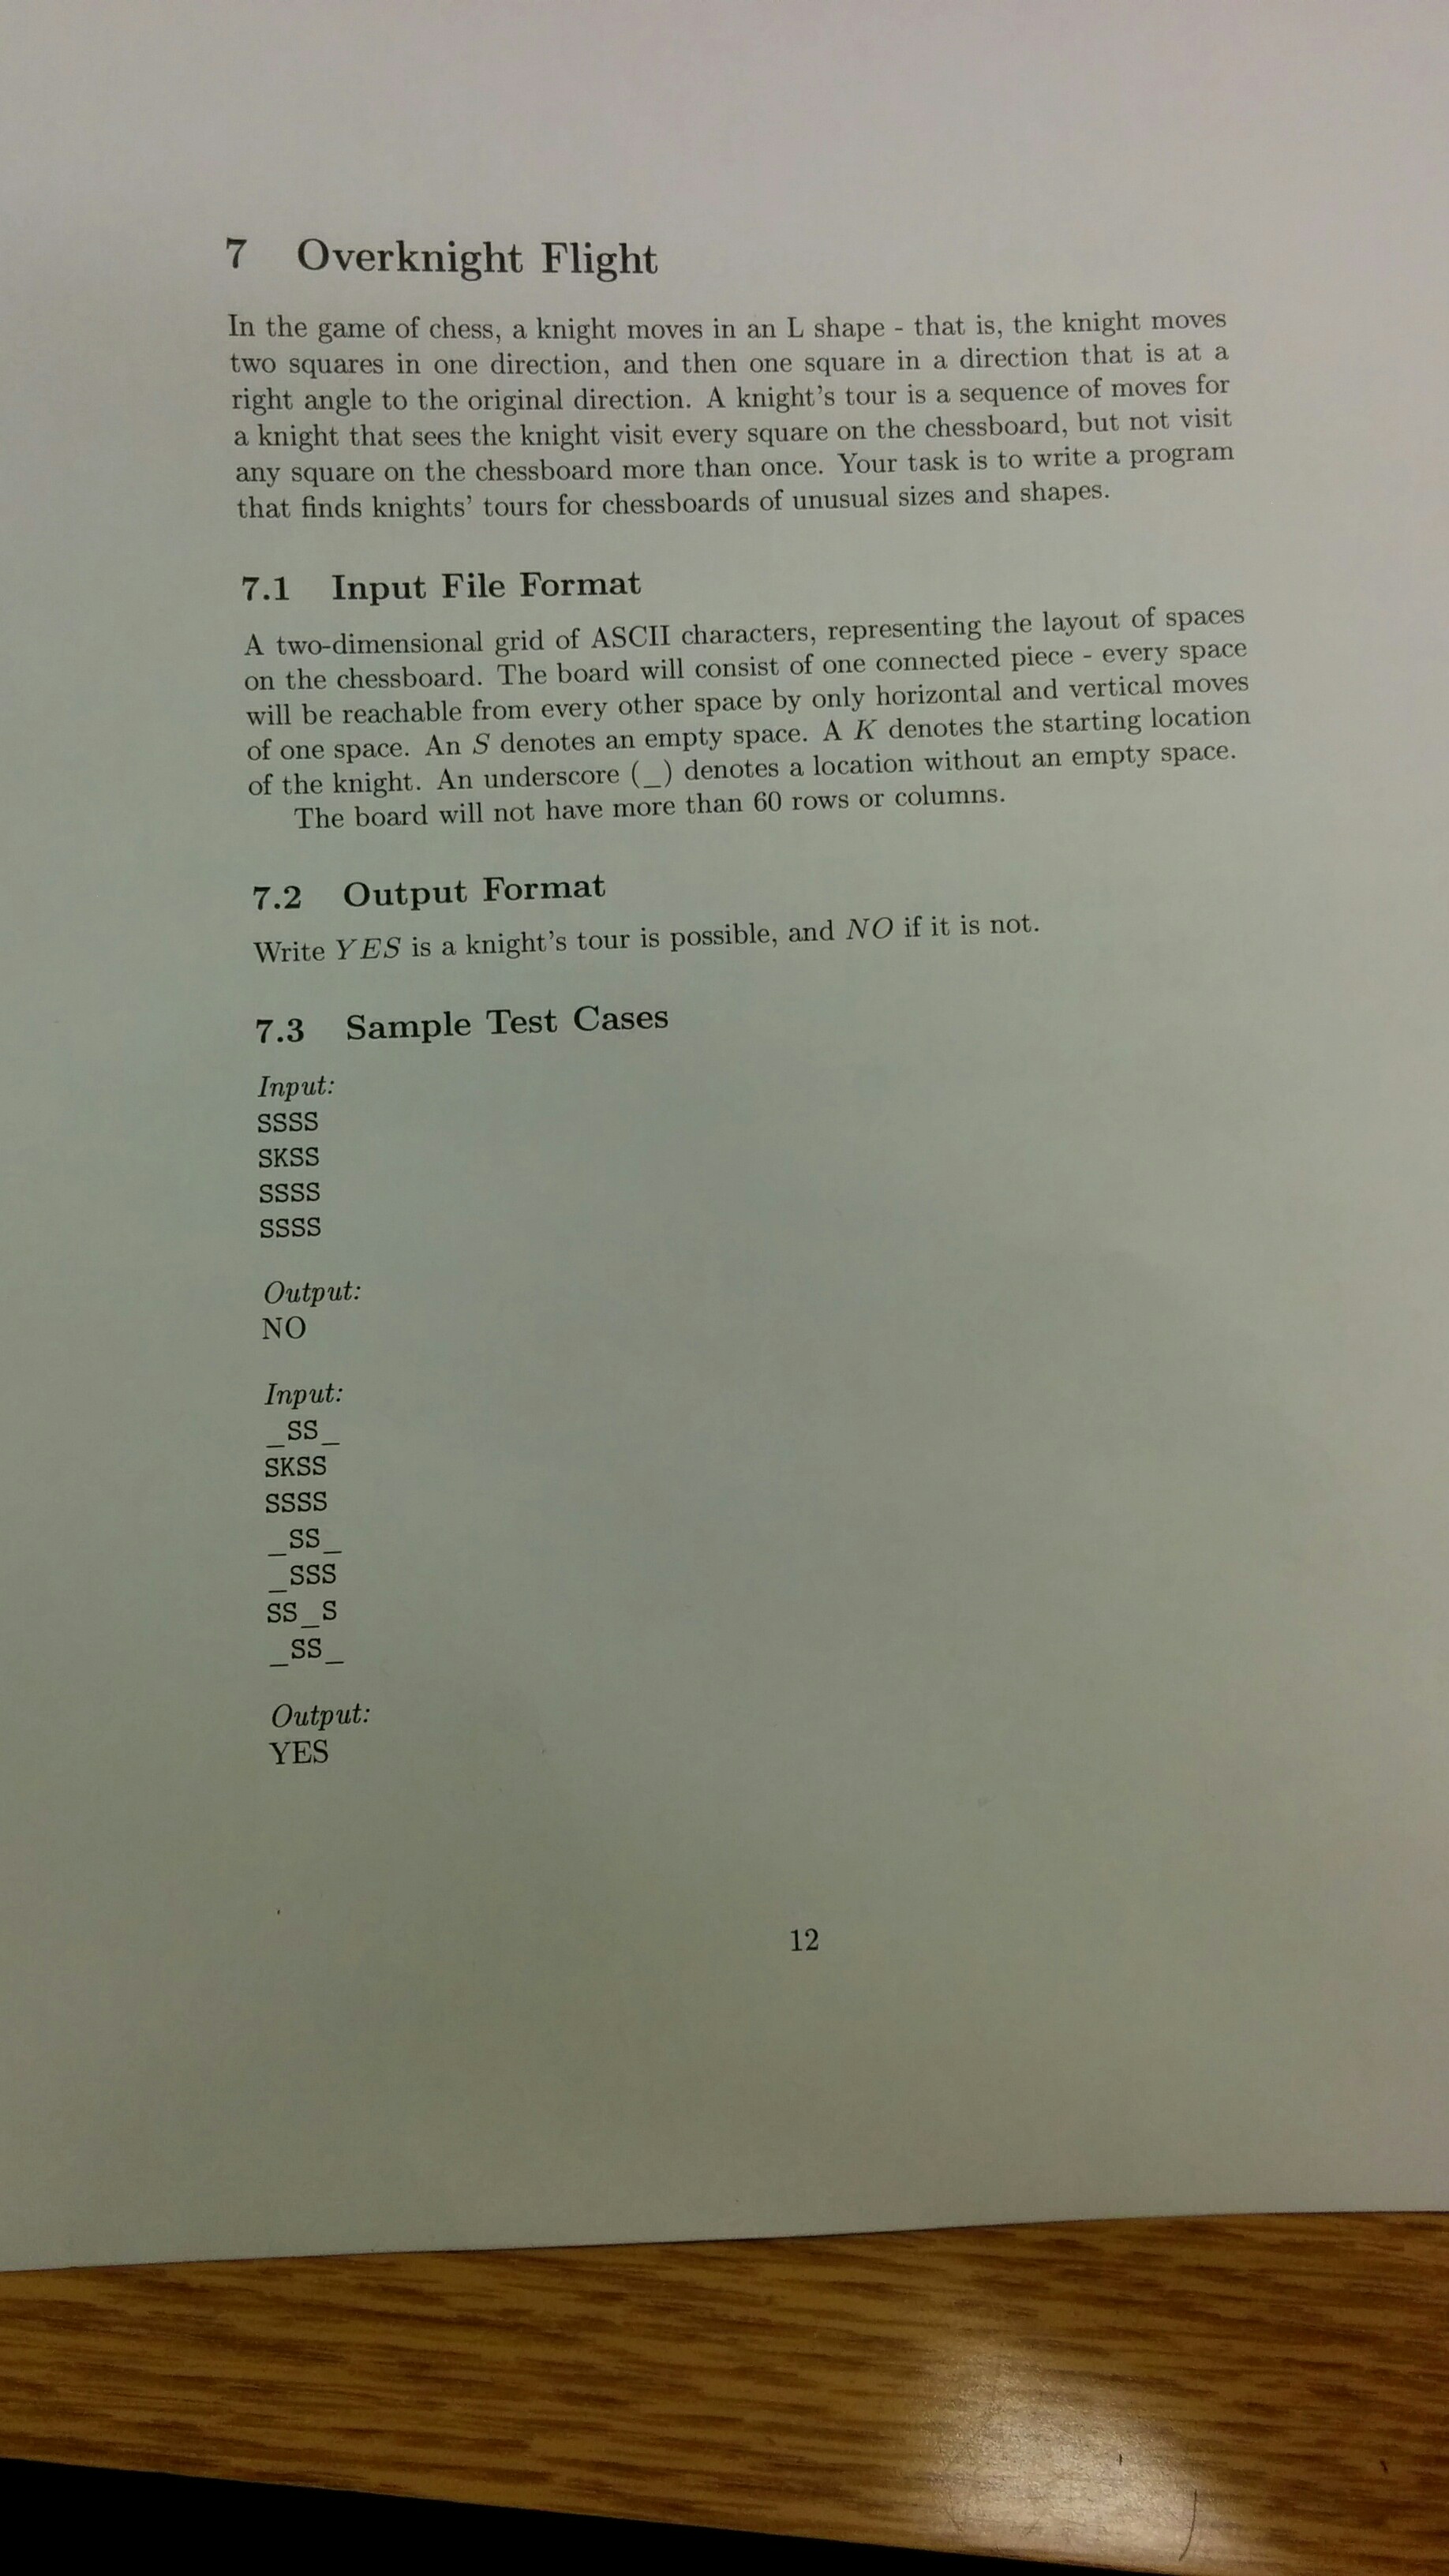 7 Overknight Flight
In the game of chess, a knight moves in an L shape - that is, the knight moves
two squares in one direction, and then one square in a direction that is at a
right angle to the original direction. A knight's tour is a sequence of moves for
a knight that sees the knight visit every square on the chessboard, but not visit
any square on the chessboard more than once. Your task is to write a program
that finds knights' tours for chessboards of unusual sizes and shapes.
7.1 Input File Format
A two-dimensional grid of ASCII characters, representing the layout of spaces
on the chessboard. The board will consist of one connected piece - every space
will be reachable from every other space by only horizontal and vertical moves
of one space. An S denotes an empty space. A K denotes the starting location
of the knight. An underscore (_) denotes a location without an empty space.
The board will not have more than 60 rows or columns.
7.2 Output Format
Write YES is a knight's tour is possible, and NO if it is not.
7.3 Sample Test Cases
Input:
SSSS
SKSS
SSSS
SSSS
Output:
NO
Input:
_SS_
SKSS
SSSS
_SS_
_SSS
SS_S
_SS_
Output:
YES
12